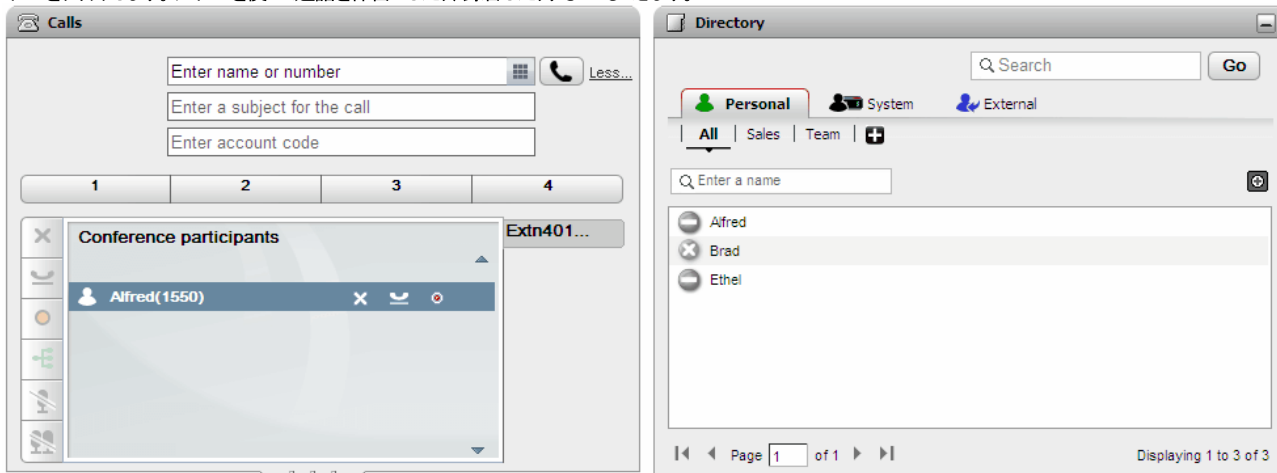 Calls
Enter name or number
Less...
Enter a subject for the call
Enter account code
1 2 3 4
Conference participants
Extn401...
Alfred(1550)
Directory
Search
Go
Personal System External
All Sales Team
Enter a name
Alfred
Brad
Ethel
Page 1 of 1
Displaying 1 to 3 of 3